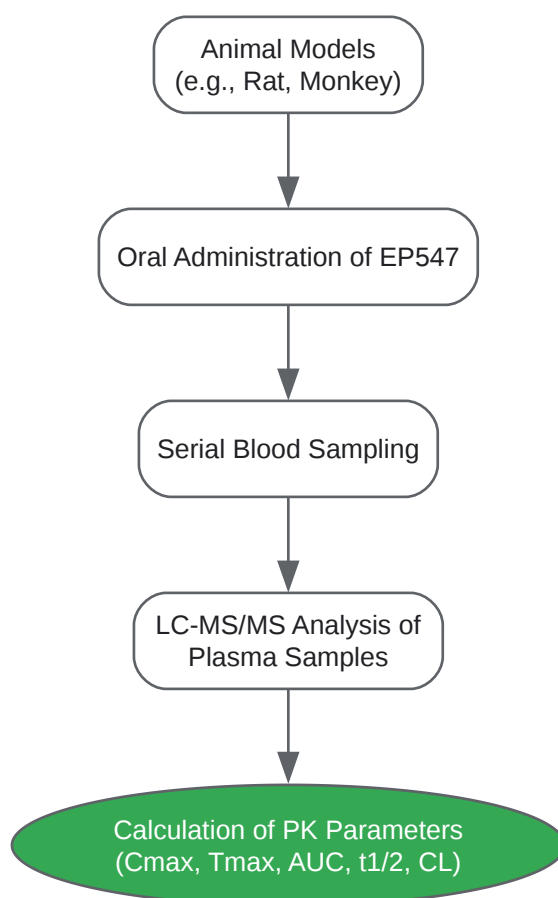 Animal Models
(e.g., Rat, Monkey)
Oral Administration of EP547
Serial Blood Sampling
LC-MS/MS Analysis of
Plasma Samples
Calculation of PK Parameters
(Cmax, Tmax, AUC, t1/2, CL)